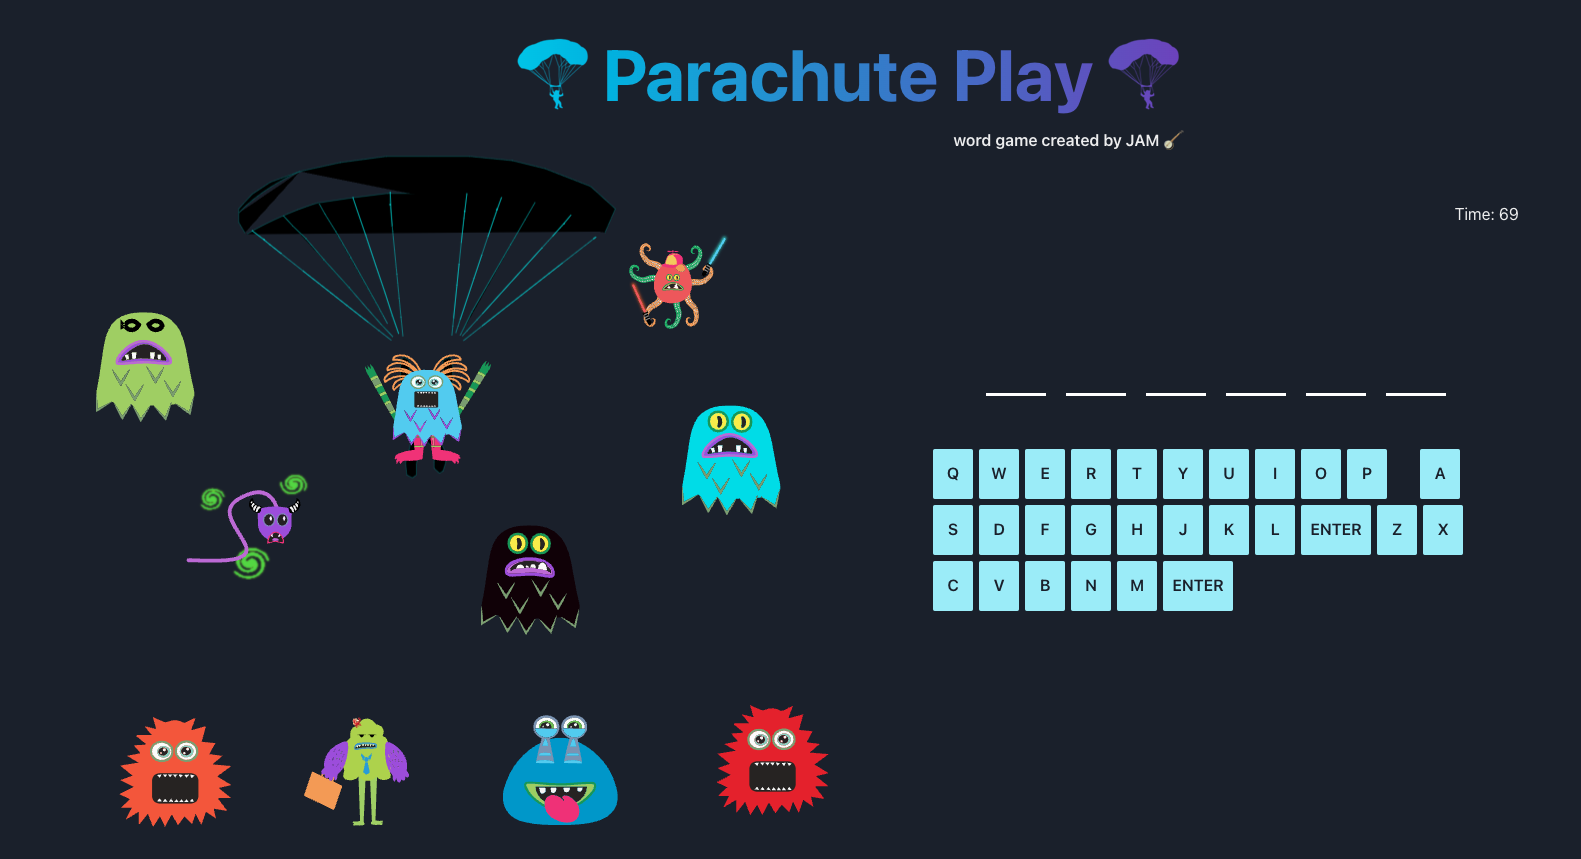 Parachute Play
word game created by JAM
Time: 69
Q W E R T Y U I O P A
S D F G H J K L ENTER Z X
C V B N M ENTER